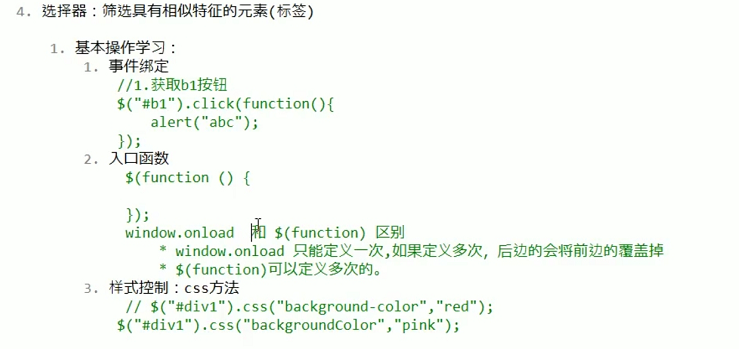 4. 选择器：筛选具有相似特征的元素(标签)
1. 基本操作学习：
1. 事件绑定
//1.获取b1按钮
$("#b1").click(function(){
alert("abc");
});
2. 入口函数
$(function () {
});
window.onload 和 $(function) 区别
* window.onload 只能定义一次,如果定义多次，后边的会将前边的覆盖掉
* $(function)可以定义多次的。
3. 样式控制：css方法
// $("#div1").css("background-color","red");
$("#div1").css("backgroundColor","pink");